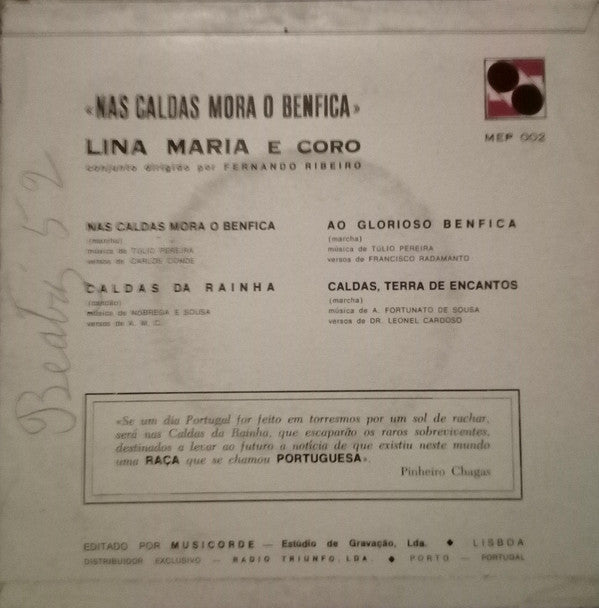 «NAS CALDAS MORA O BENFICA»
MEP 002
LINA MARIA E CORO
conjunto dirigido por FERNANDO RIBEIRO
NAS CALDAS MORA O BENFICA
(marcha)
música de TÚLIO PEREIRA
versos de CARLOS CONDE
CALDAS DA RAINHA
(canção)
música de NÓBREGA E SOUSA
versos de K. M. C.
AO GLORIOSO BENFICA
(marcha)
música de TÚLIO PEREIRA
versos de FRANCISCO RADAMANTO
CALDAS, TERRA DE ENCANTOS
(marcha)
música de A. FORTUNATO DE SOUSA
versos de DR. LEONEL CARDOSO
Beatriz 52
«Se um dia Portugal for feito em torresmos por um sol de rachar,
será nas Caldas da Rainha, que escaparão os raros sobreviventes,
destinados a levar ao futuro a notícia de que existiu neste mundo
uma RAÇA que se chamou PORTUGUESA».
Pinheiro Chagas
EDITADO POR MUSICORDE — Estúdio de Gravação, Lda. ◆ LISBOA
DISTRIBUIDOR EXCLUSIVO — RÁDIO TRIUNFO, LDA. ◆ PORTO — PORTUGAL